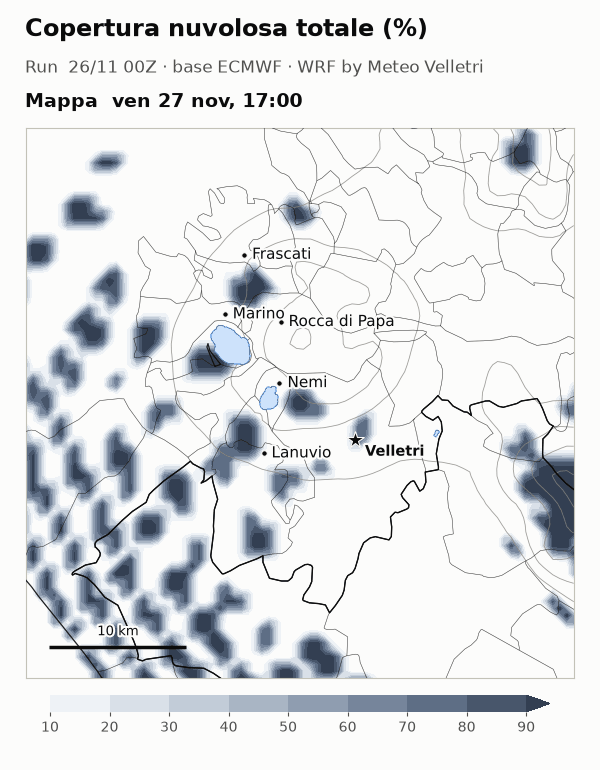 Copertura nuvolosa totale (%)
Run  26/11 00Z · base ECMWF · WRF by Meteo Velletri
Mappa  ven 27 nov, 17:00
Frascati
Marino
Rocca di Papa
Nemi
Velletri
Lanuvio
10 km
10 20 30 40 50 60 70 80 90